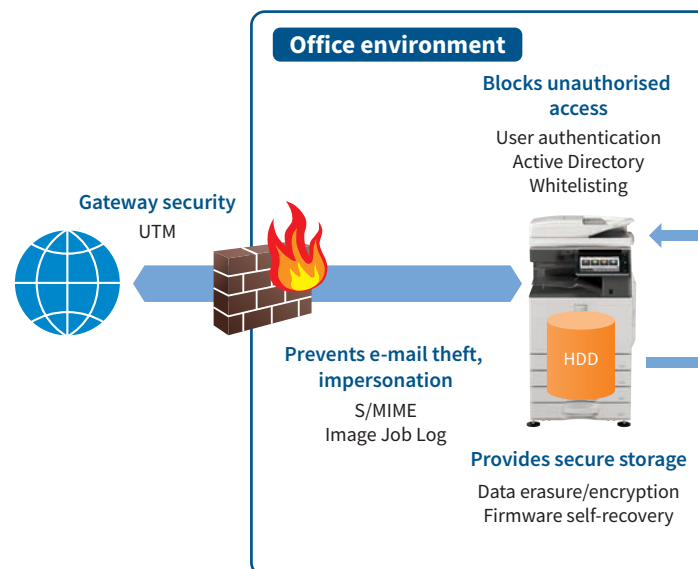 Office environment
Blocks unauthorised
access
User authentication
Active Directory
Whitelisting
Gateway security
UTM
HDD
Prevents e-mail theft,
impersonation
S/MIME
Image Job Log
Provides secure storage
Data erasure/encryption
Firmware self-recovery